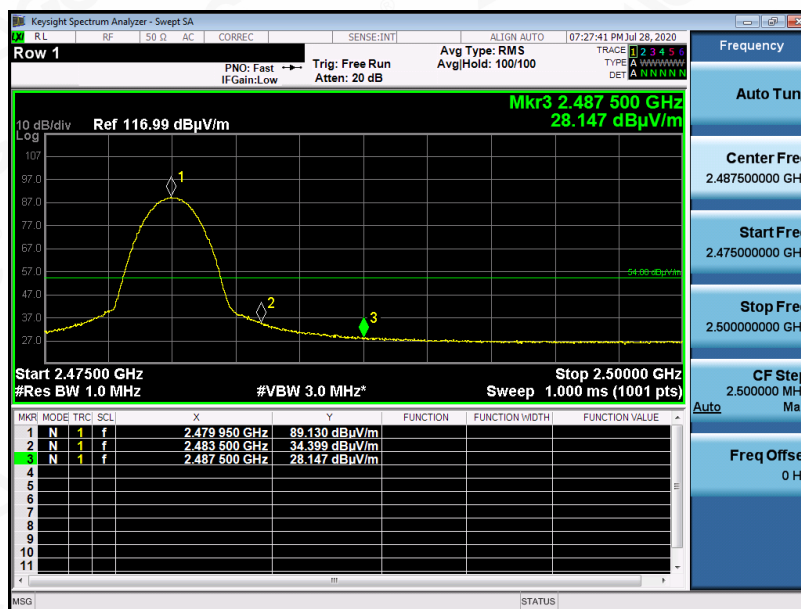 Keysight Spectrum Analyzer - Swept SA
LXI RL RF 50 Ω AC CORREC SENSE:INT ALIGN AUTO 07:27:41 PM Jul 28, 2020
Row 1
PNO: Fast
IFGain:Low
Trig: Free Run
Atten: 20 dB
Avg Type: RMS
Avg|Hold: 100/100
TRACE 1 2 3 4 5 6
TYPE A W W W W W
DET A N N N N N
Mkr3 2.487 500 GHz
28.147 dBµV/m
10 dB/div Ref 116.99 dBµV/m
Log
107
97.0
87.0
77.0
67.0
57.0
47.0
37.0
27.0
1
2
3
54.00 dBµV/m
Start 2.47500 GHz Stop 2.50000 GHz
#Res BW 1.0 MHz #VBW 3.0 MHz* Sweep 1.000 ms (1001 pts)
MKR MODE TRC SCL X Y FUNCTION FUNCTION WIDTH FUNCTION VALUE
1 N 1 f 2.479 950 GHz 89.130 dBµV/m
2 N 1 f 2.483 500 GHz 34.399 dBµV/m
3 N 1 f 2.487 500 GHz 28.147 dBµV/m
4
5
6
7
8
9
10
11
MSG STATUS
Frequency
Auto Tun
Center Fre
2.487500000 GH
Start Fre
2.475000000 GH
Stop Fre
2.500000000 GH
CF Step
2.500000 MH
Auto Ma
Freq Offse
0 H